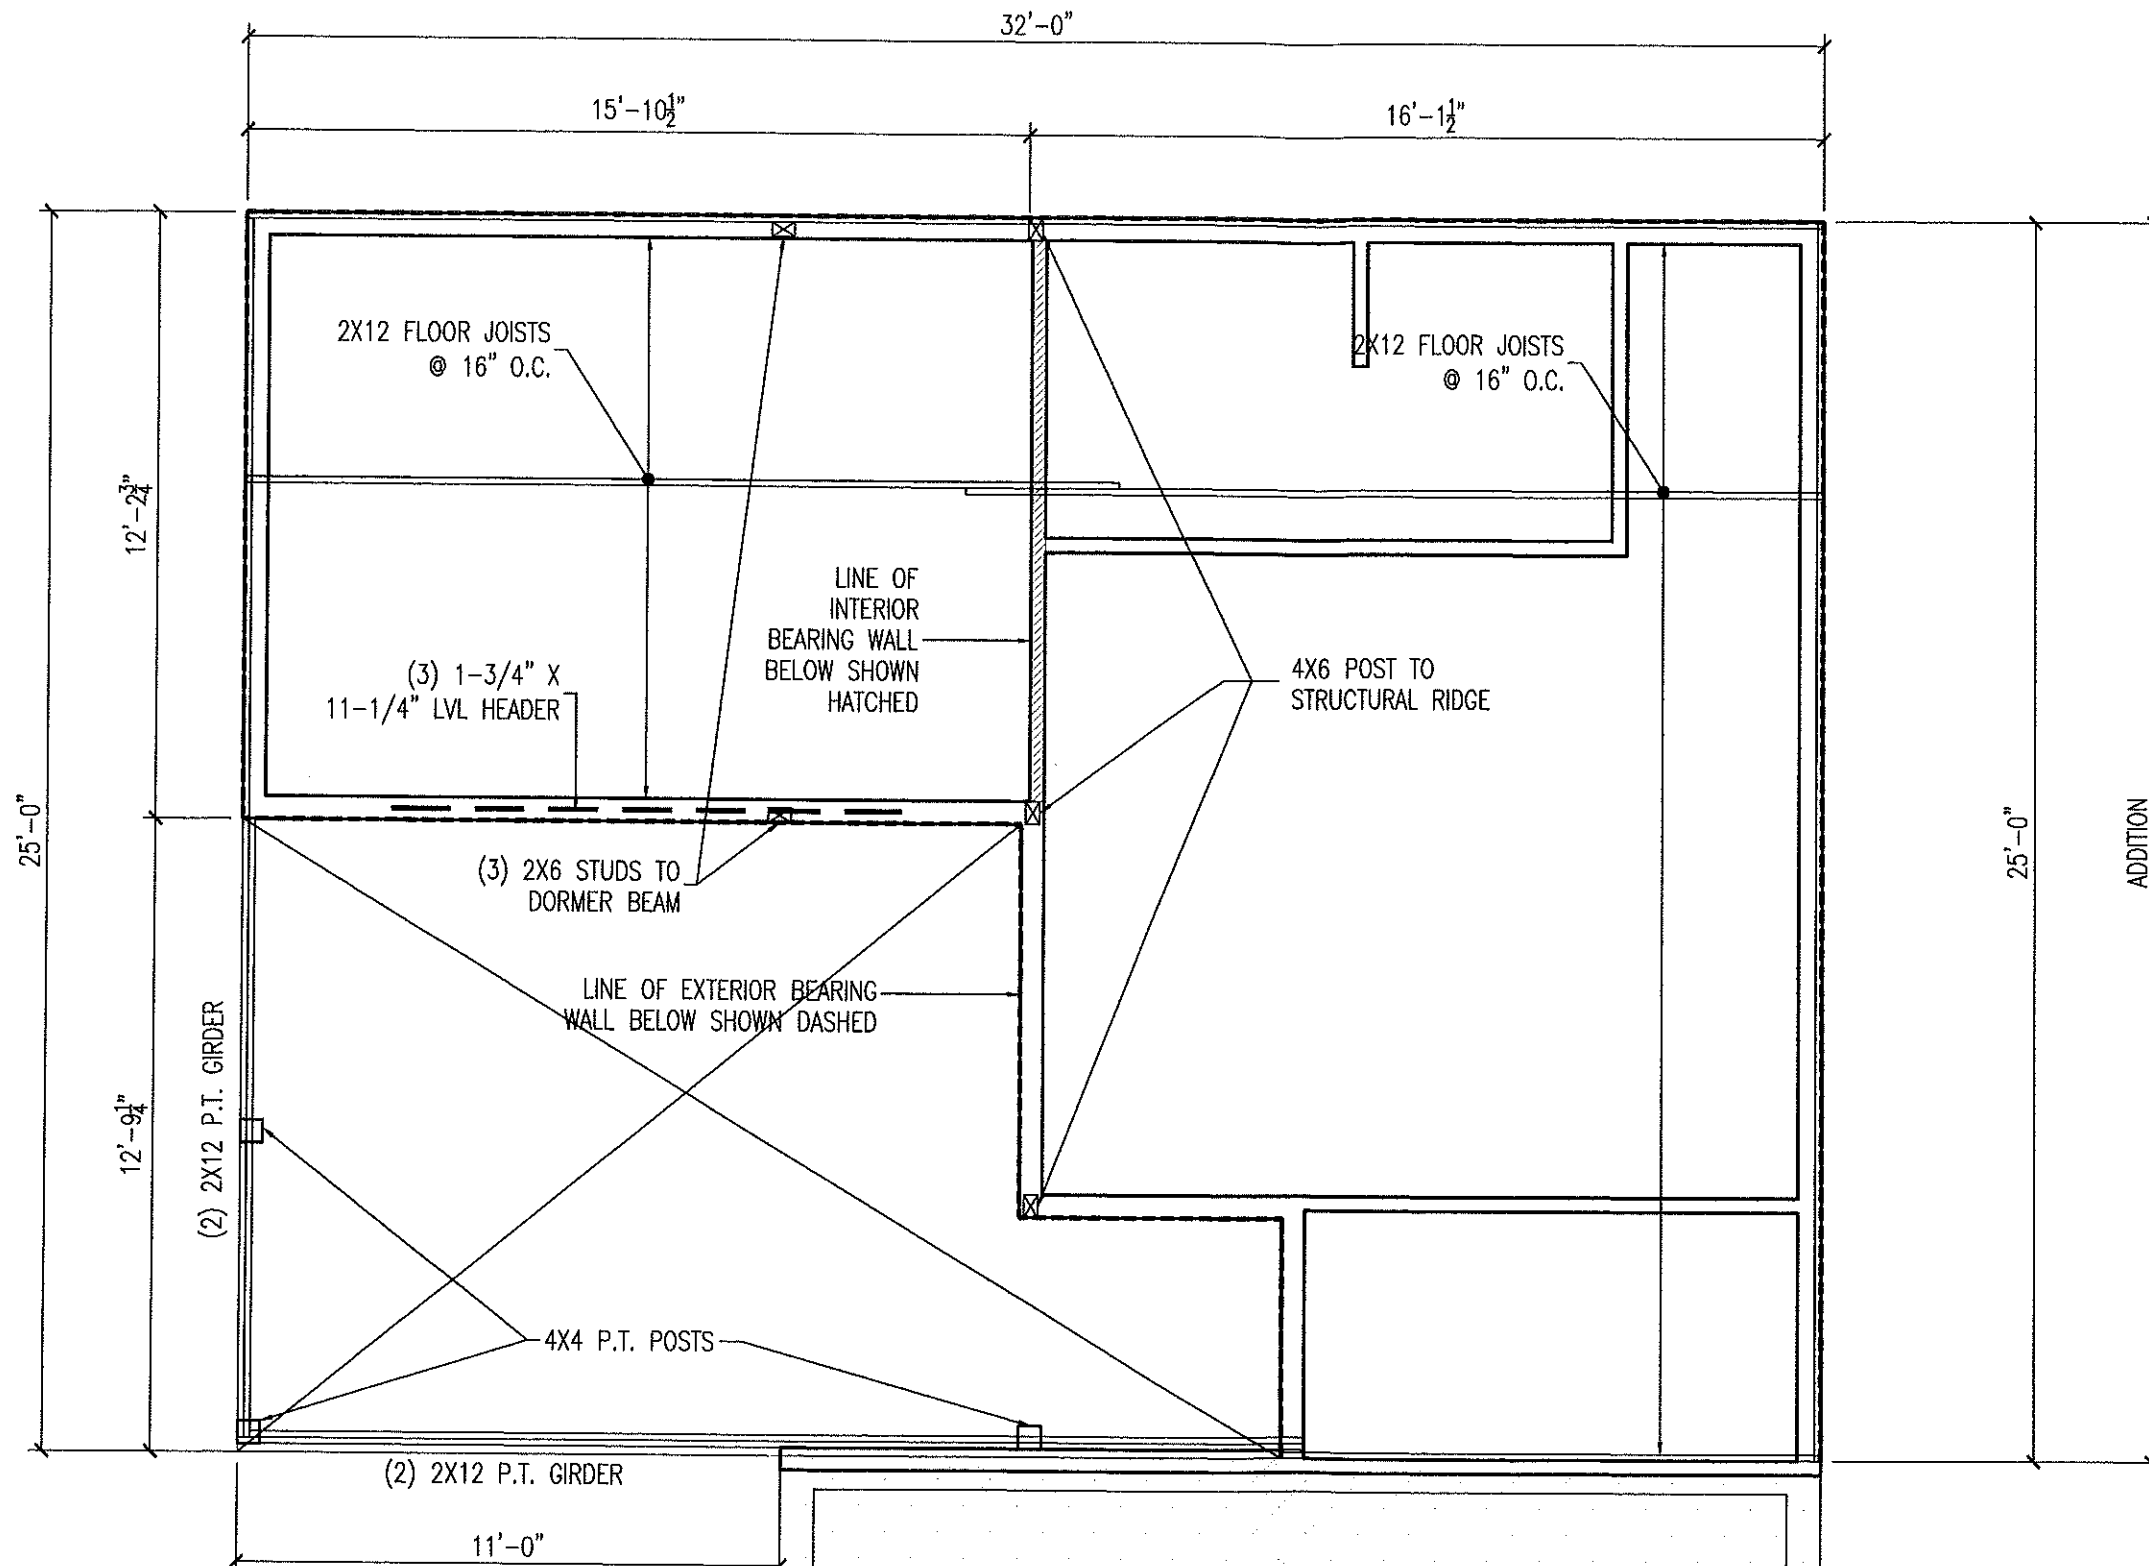 32'-0"
15'-10½"
16'-1½"
2X12 FLOOR JOISTS
@ 16" O.C.
2X12 FLOOR JOISTS
@ 16" O.C.
12'-2¾"
LINE OF
INTERIOR
BEARING WALL
BELOW SHOWN
HATCHED
(3) 1-3/4" X
11-1/4" LVL HEADER
4X6 POST TO
STRUCTURAL RIDGE
25'-0"
25'-0"
ADDITION
(3) 2X6 STUDS TO
DORMER BEAM
LINE OF EXTERIOR BEARING
WALL BELOW SHOWN DASHED
12'-9¼"
(2) 2X12 P.T. GIRDER
4X4 P.T. POSTS
(2) 2X12 P.T. GIRDER
11'-0"